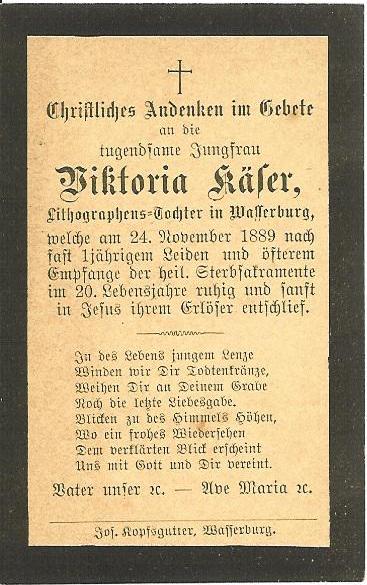 Christliches Andenken im Gebete
an die
tugendsame Jungfrau
Viktoria Käser,
Lithographens-Tochter in Wasserburg,
welche am 24. November 1889 nach
fast 1jährigem Leiden und öfterem
Empfange der heil. Sterbsakramente
im 20. Lebensjahre ruhig und sanft
in Jesus ihrem Erlöser entschlief.
In des Lebens jungem Lenze
Winden wir Dir Todtenkränze,
Weihen Dir an Deinem Grabe
Noch die letzte Liebesgabe.
Blicken zu des Himmels Höhen,
Wo ein frohes Wiedersehen
Dem verklärten Blick erscheint
Uns mit Gott und Dir vereint.
Vater unser ꝛc. — Ave Maria ꝛc.
Jos. Kopfsgutter, Wasserburg.